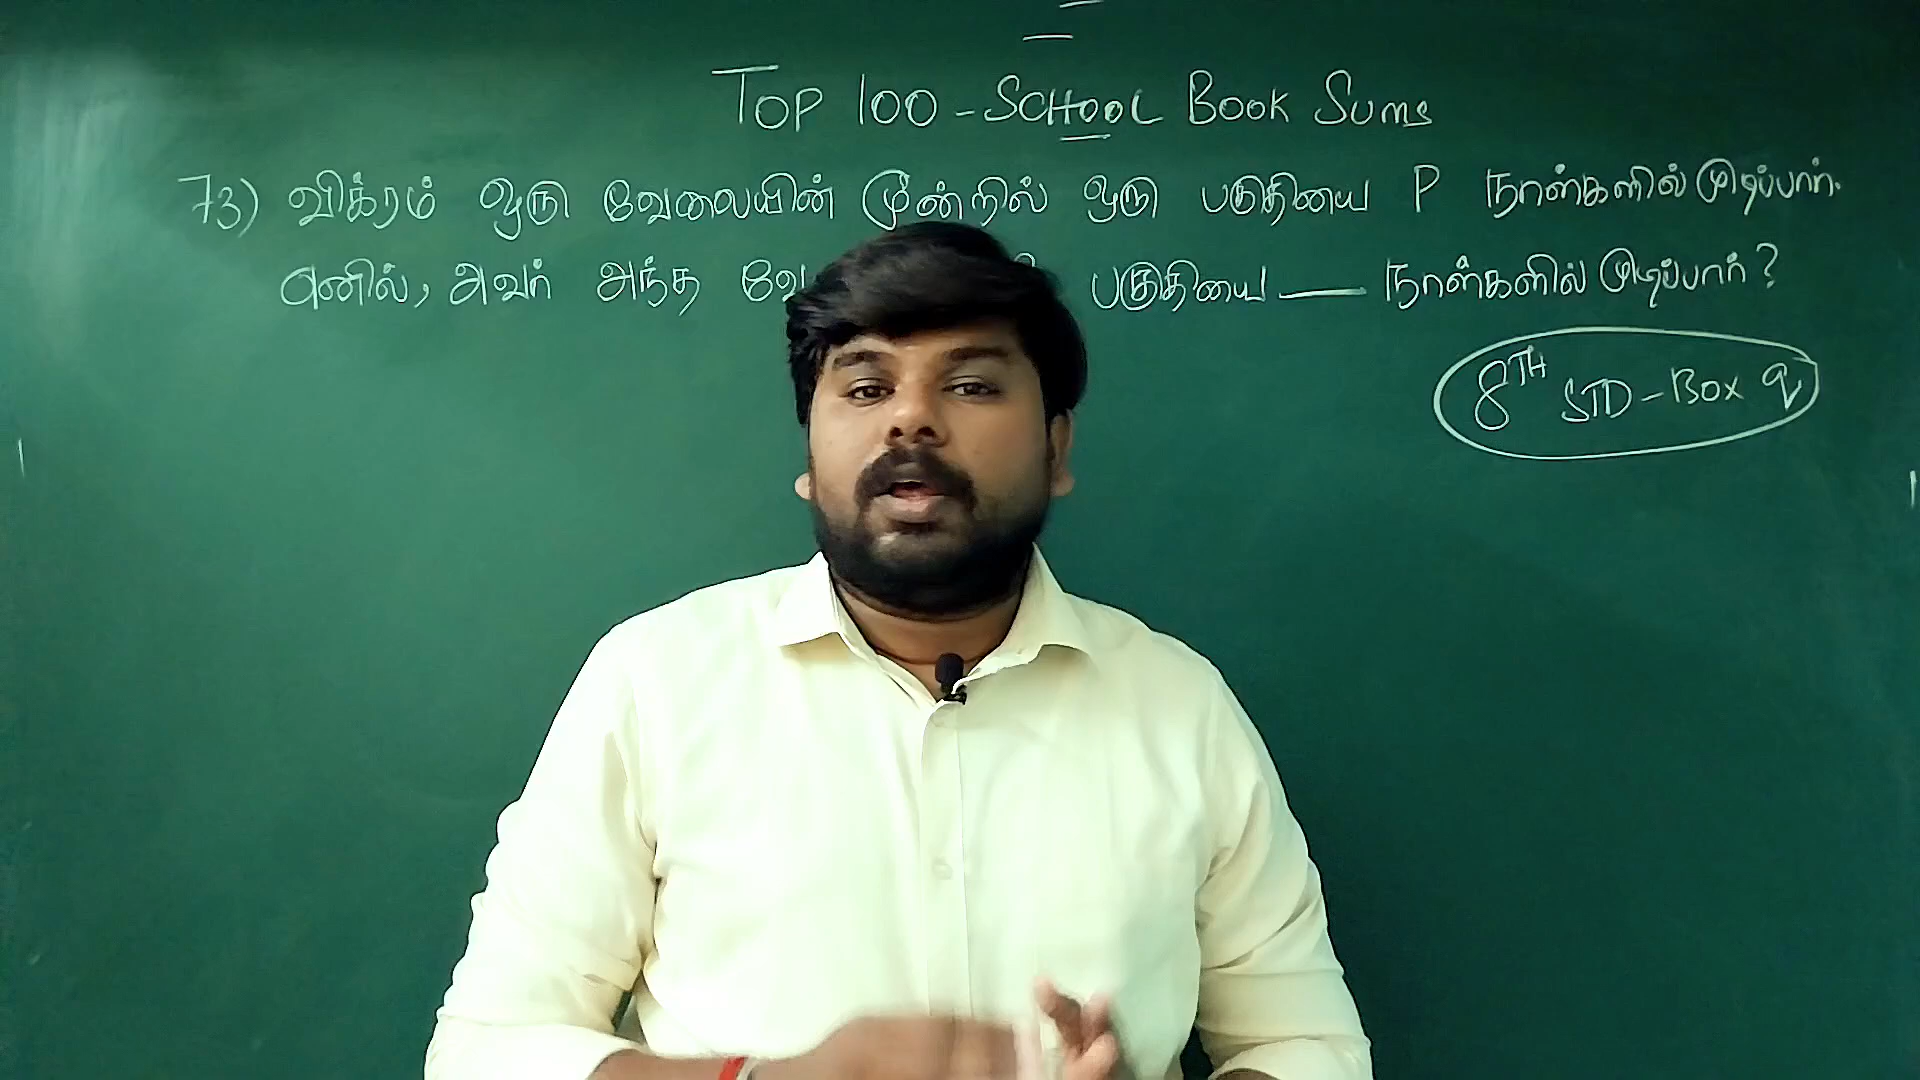 TOP 100 - SCHOOL BOOK SUMS
73) விக்ரம் ஒரு வேலையின் மூன்றில் ஒரு பகுதியை P நாள்களில் முடிப்பார்.
எனில், அவர் அந்த பகுதியை ___ நாள்களில் முடிப்பார்?
8TH STD - BOX Q